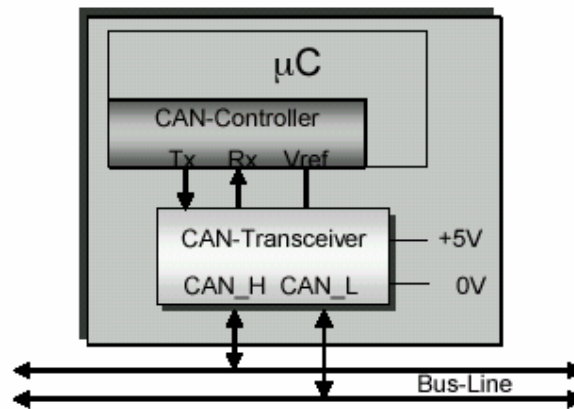 μC
CAN-Controller
Tx Rx Vref
CAN-Transceiver +5V
CAN_H CAN_L 0V
Bus-Line